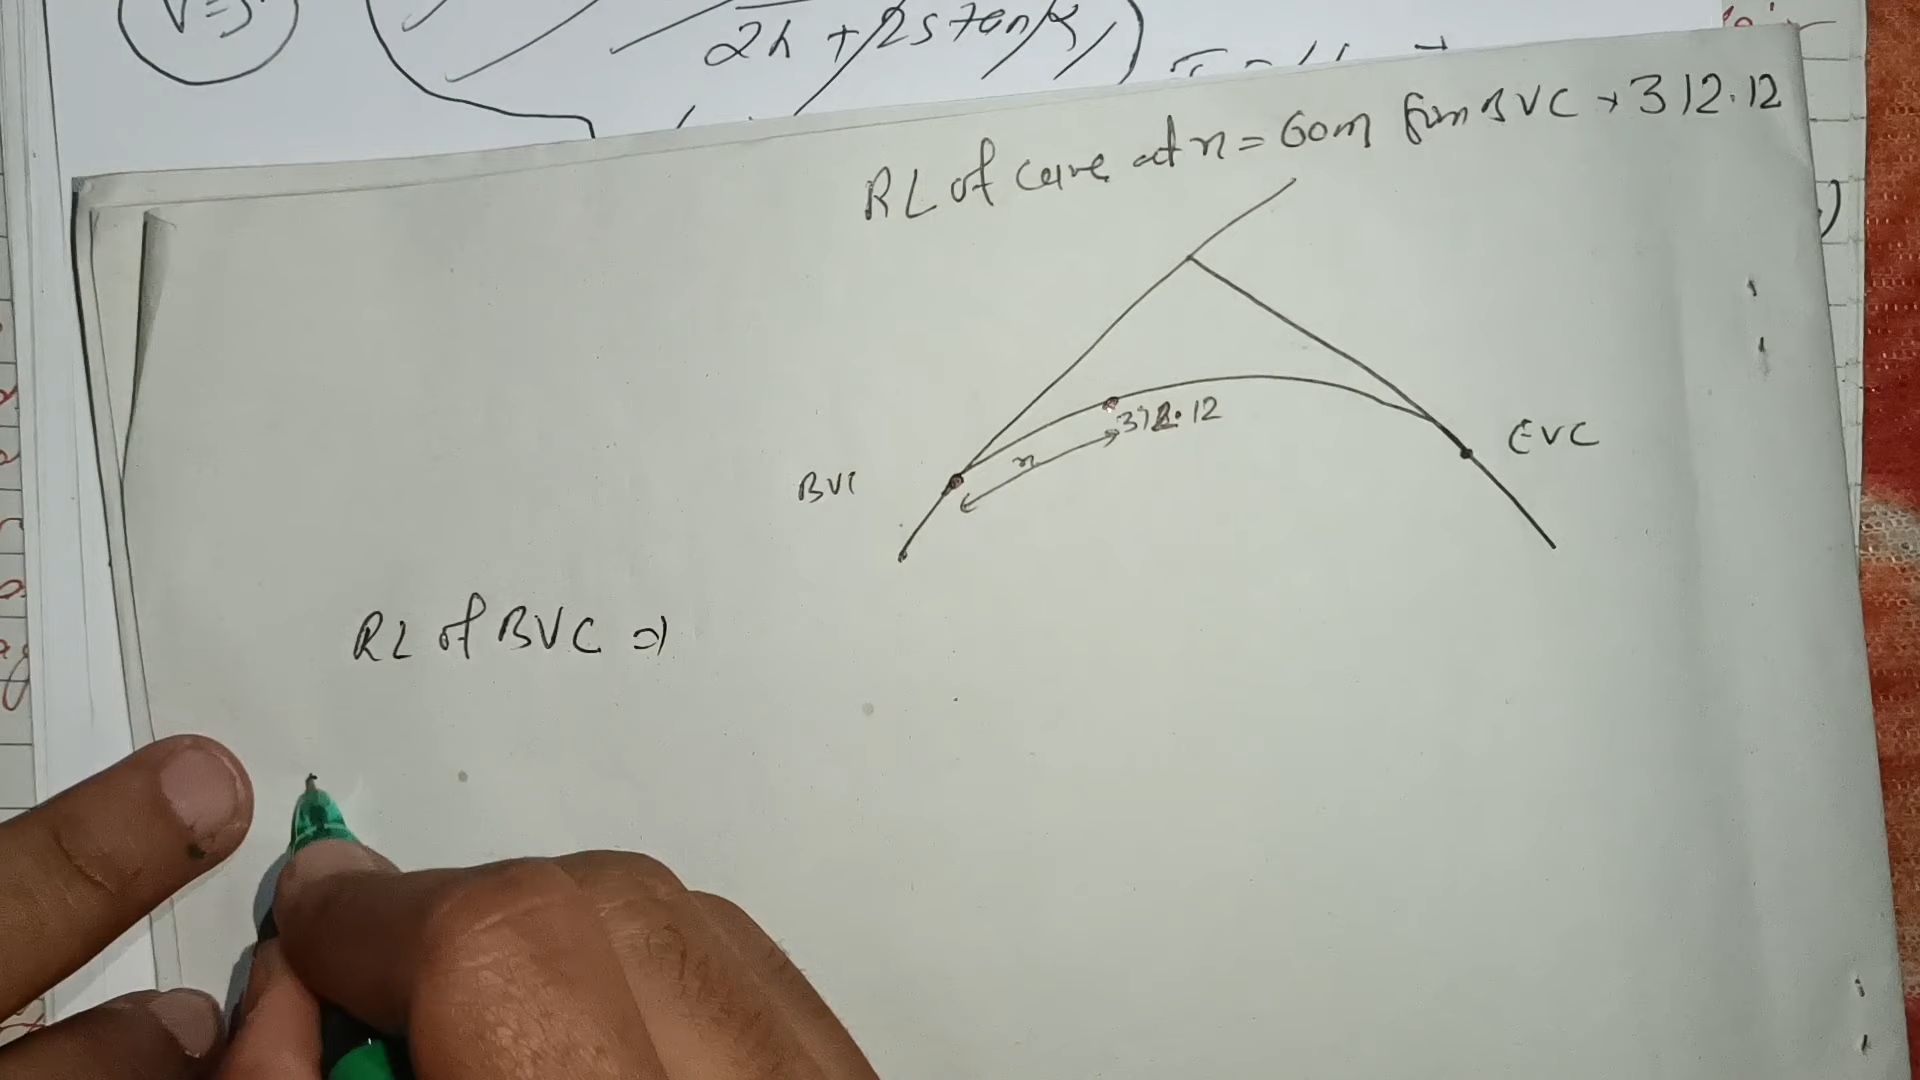 2h + 2s tan
RL of curve at x = 60m from BVC → 312.12
312.12
x
EVC
BVC
RL of BVC ⇒